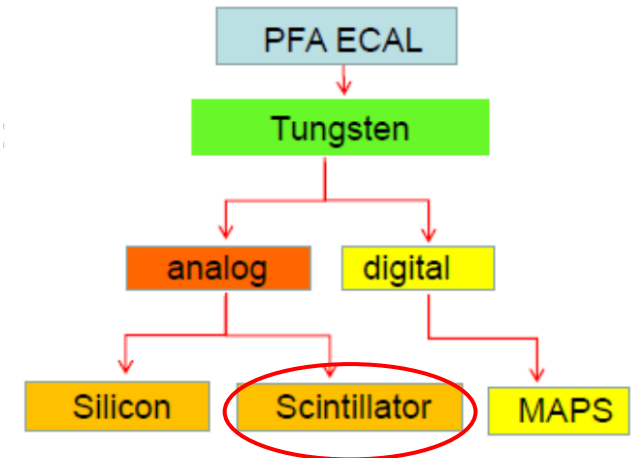 PFA ECAL
Tungsten
analog
digital
Silicon
Scintillator
MAPS